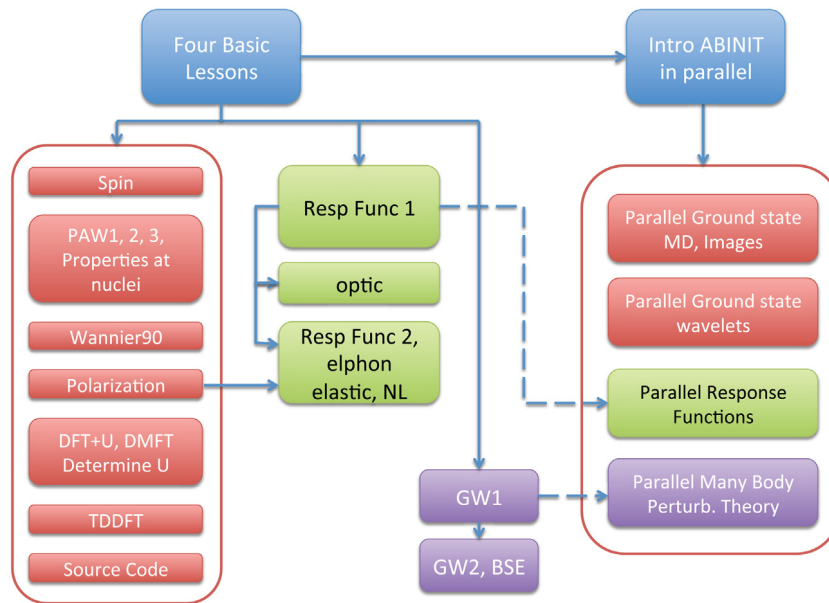 Four Basic
Lessons
Intro ABINIT
in parallel
Spin
PAW1, 2, 3,
Properties at
nuclei
Wannier90
Polarization
DFT+U, DMFT
Determine U
TDDFT
Source Code
Resp Func 1
optic
Resp Func 2,
elphon
elastic, NL
GW1
GW2, BSE
Parallel Ground state
MD, Images
Parallel Ground state
wavelets
Parallel Response
Functions
Parallel Many Body
Perturb. Theory